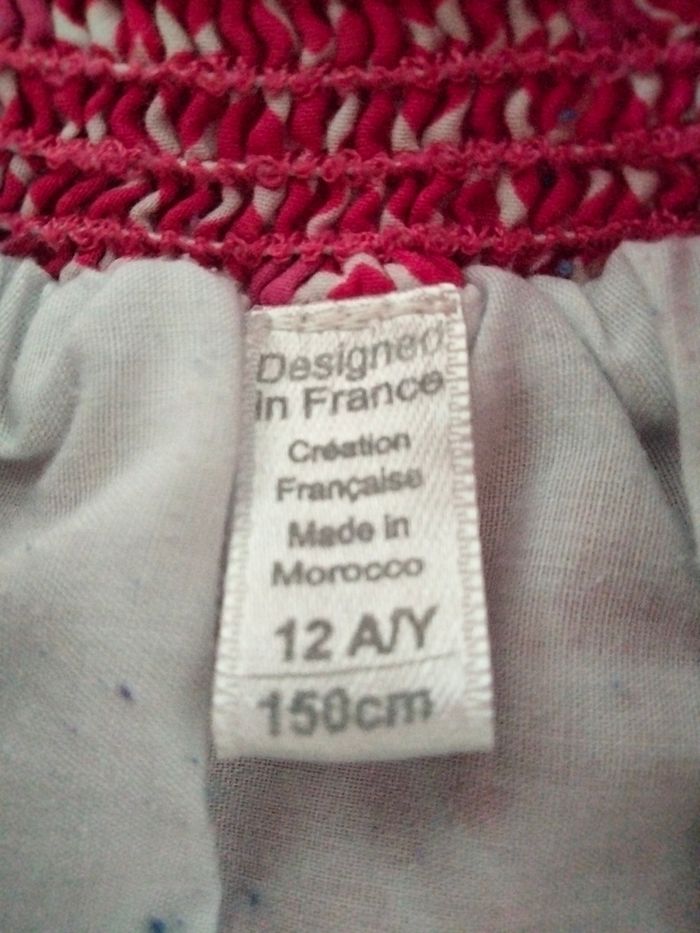 Designed
in France
Création
Française
Made in
Morocco
12 A/Y
150cm